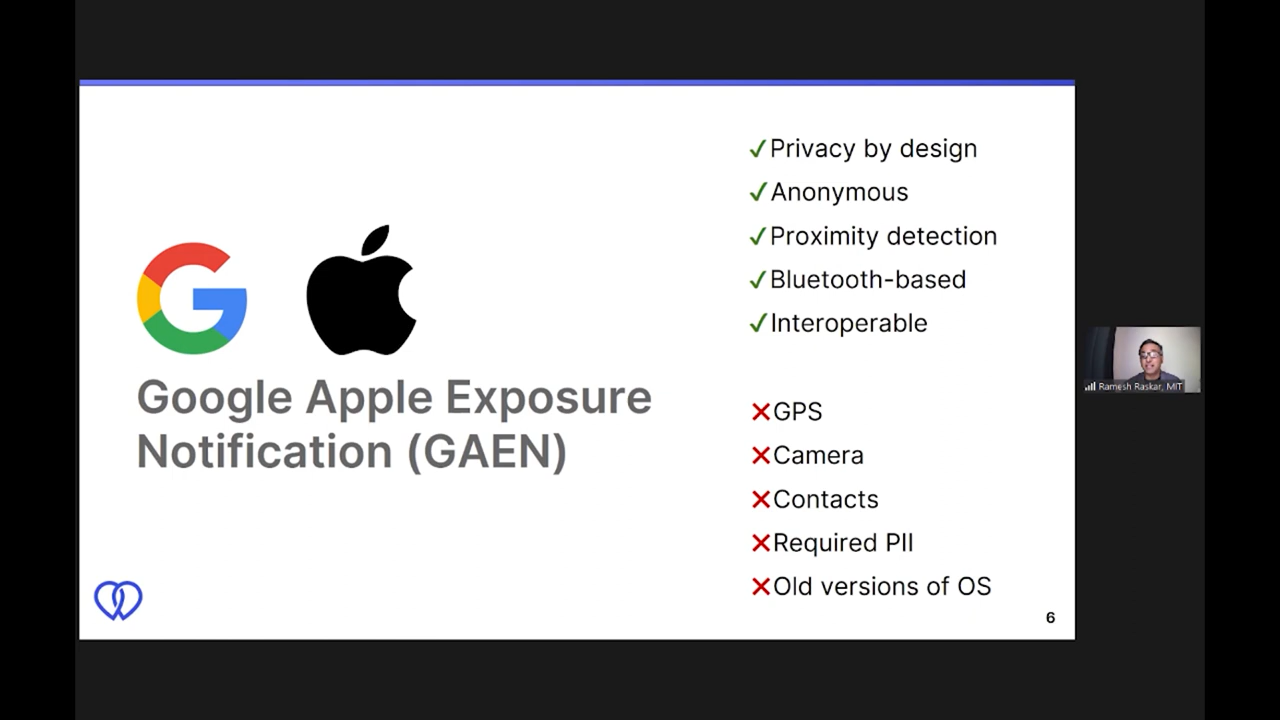 Google Apple Exposure
Notification (GAEN)
✓Privacy by design
✓Anonymous
✓Proximity detection
✓Bluetooth-based
✓Interoperable
✕GPS
✕Camera
✕Contacts
✕Required PII
✕Old versions of OS
6
Ramesh Raskar, MIT